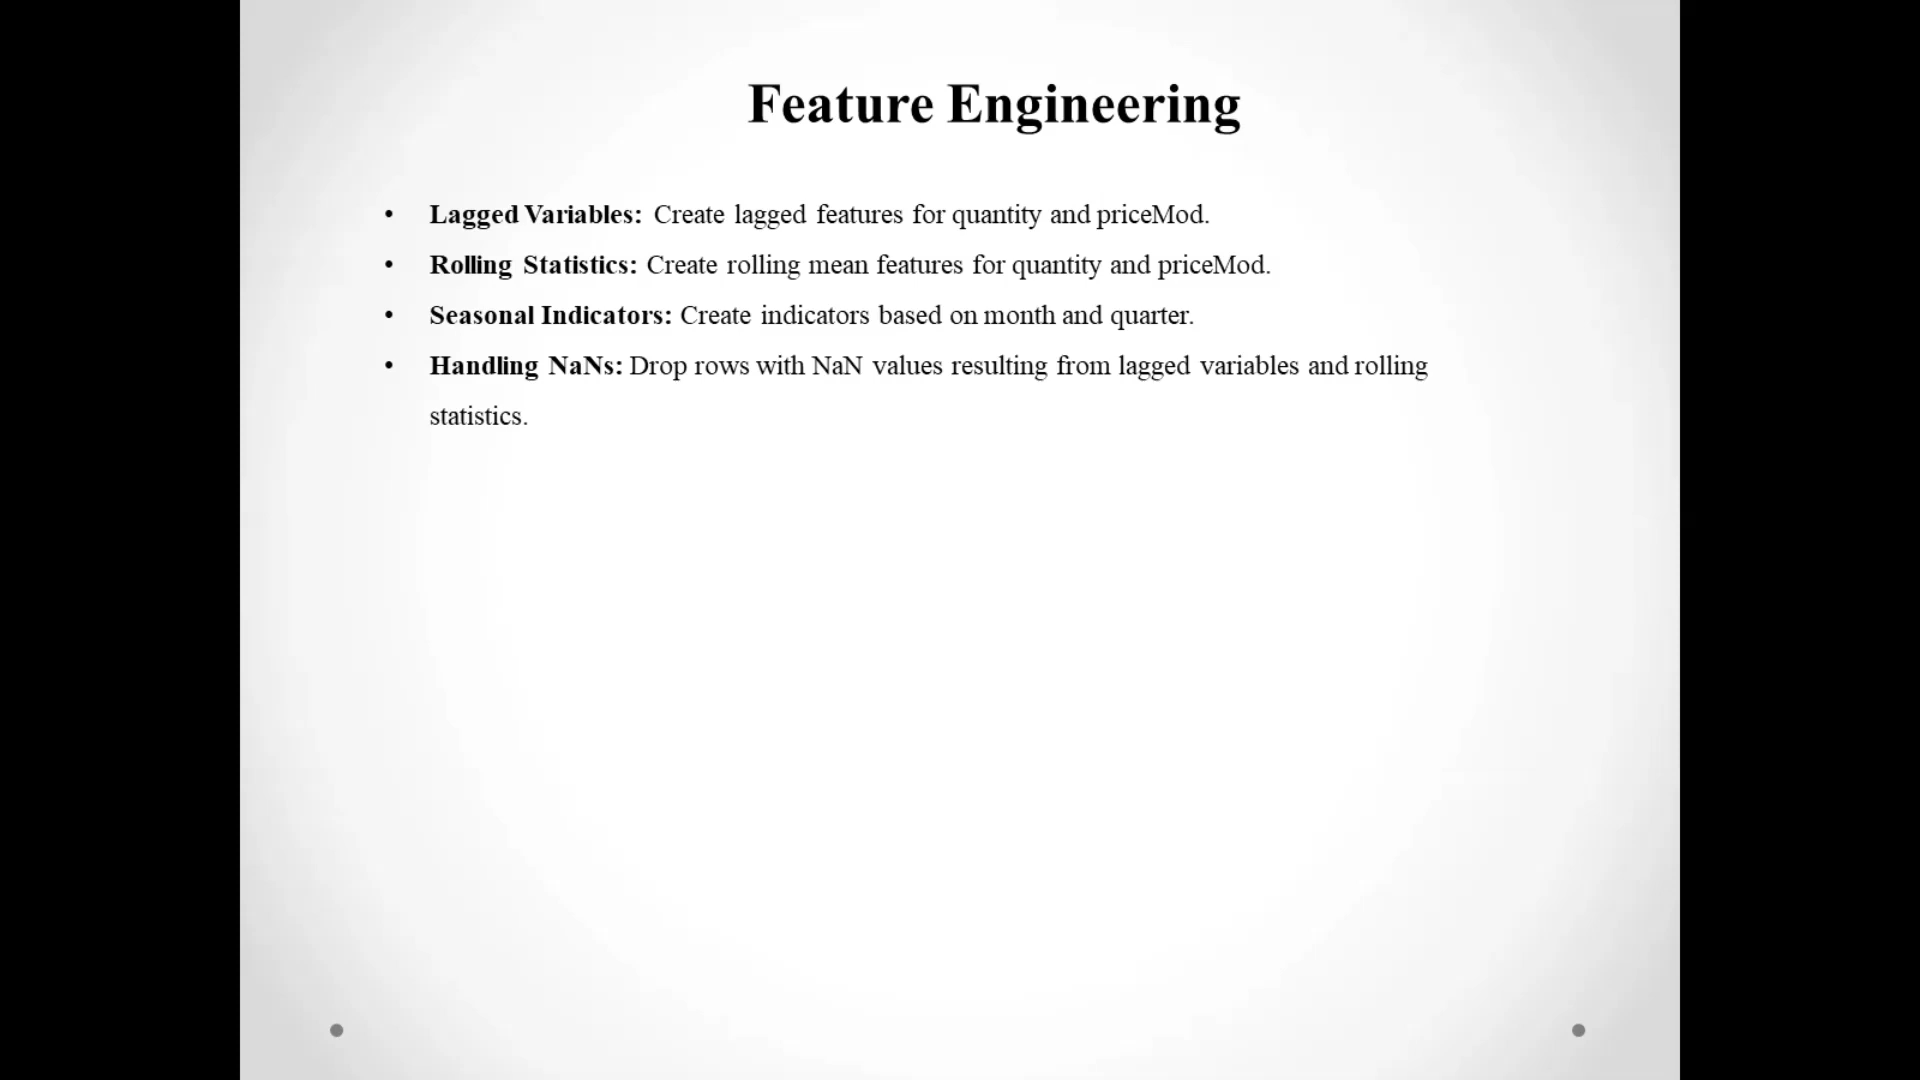 Feature Engineering
• Lagged Variables: Create lagged features for quantity and priceMod.
• Rolling Statistics: Create rolling mean features for quantity and priceMod.
• Seasonal Indicators: Create indicators based on month and quarter.
• Handling NaNs: Drop rows with NaN values resulting from lagged variables and rolling
statistics.